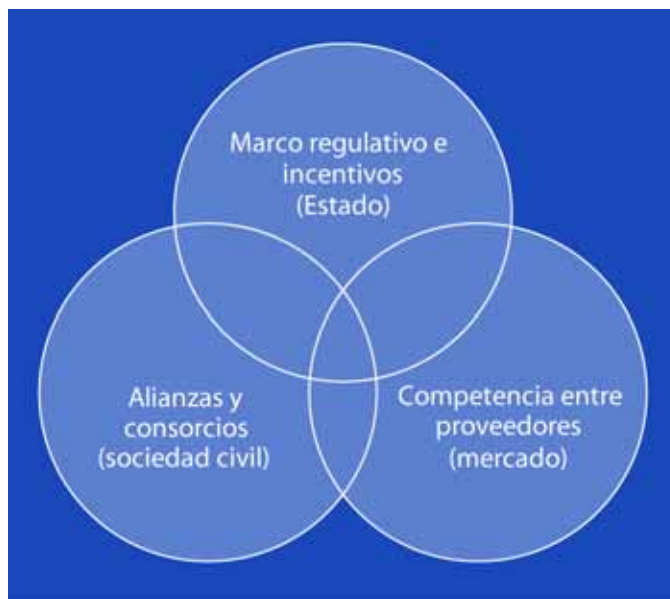 Marco regulativo e
incentivos
(Estado)
Alianzas y
consorcios
(sociedad civil)
Competencia entre
proveedores
(mercado)